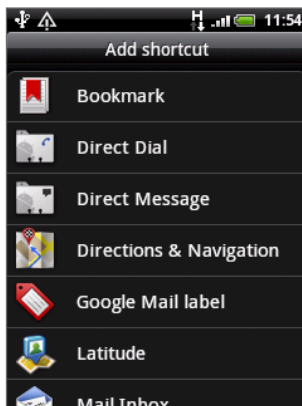 H 11:54
Add shortcut
Bookmark
Direct Dial
Direct Message
Directions & Navigation
Google Mail label
Latitude
Mail Inbox